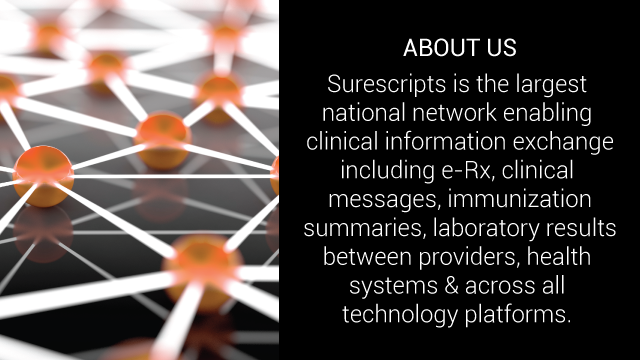 ABOUT US
Surescripts is the largest
national network enabling
clinical information exchange
including e-Rx, clinical
messages, immunization
summaries, laboratory results
between providers, health
systems & across all
technology platforms.